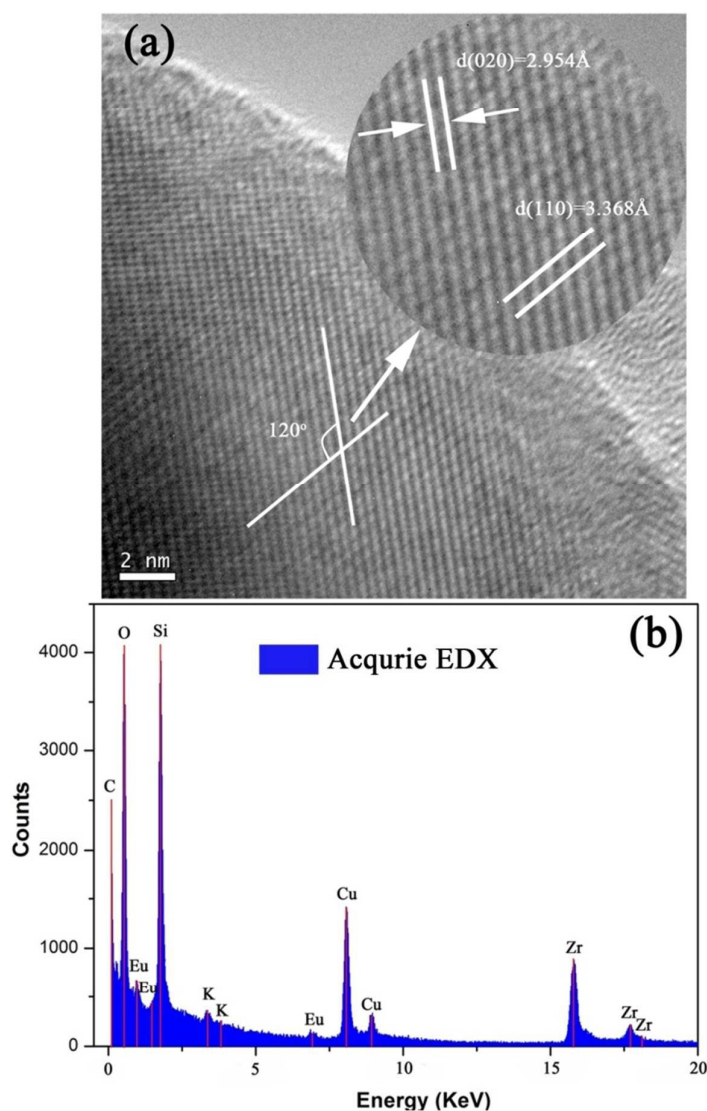 (a)
d(020)=2.954Å
d(110)=3.368Å
120°
2 nm
(b)
Acqurie EDX
Counts
4000
3000
2000
1000
0
C
O
Eu
Eu
Si
K
K
Eu
Cu
Cu
Zr
Zr
Zr
0
5
10
15
20
Energy (KeV)